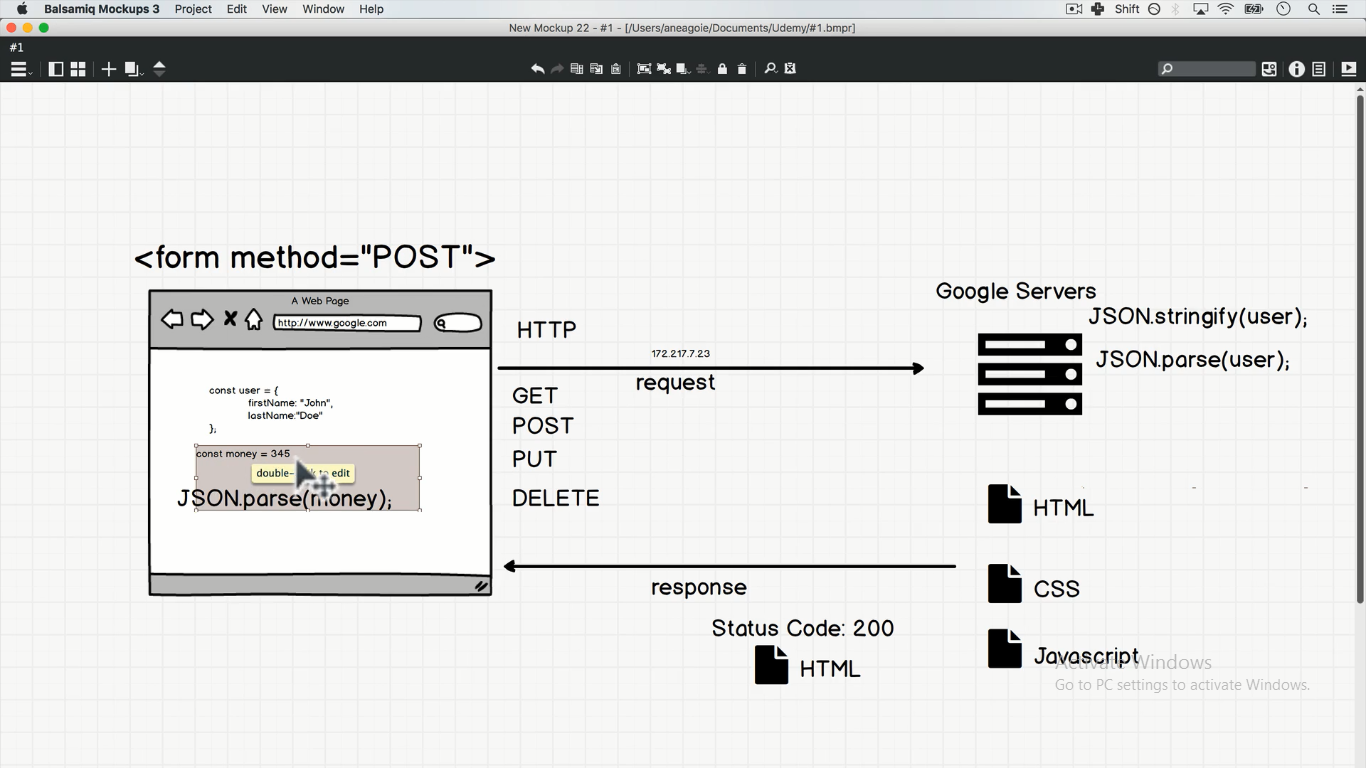 Balsamiq Mockups 3 Project Edit View Window Help Shift
New Mockup 22 - #1 - [/Users/aneagoie/Documents/Udemy/#1.bmpr]
#1
<form method="POST">
A Web Page
http://www.google.com
const user = {
firstName: "John",
lastName:"Doe"
};
const money = 345
double- to edit
JSON.parse(money);
HTTP
172.217.7.23
request
GET
POST
PUT
DELETE
response
Status Code: 200
HTML
Google Servers
JSON.stringify(user);
JSON.parse(user);
HTML
CSS
Javascript
Activate Windows
Go to PC settings to activate Windows.